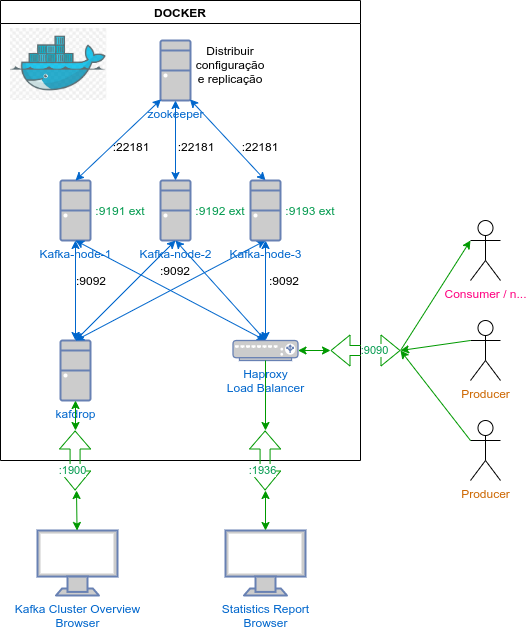 DOCKER
Distribuir
configuração
e replicação
zookeeper
:22181
:22181
:22181
:9191 ext
:9192 ext
:9193 ext
Kafka-node-1
Kafka-node-2
Kafka-node-3
:9092
:9092
:9092
Consumer / n...
:9090
Haproxy
Load Balancer
Producer
kafdrop
:1900
:1936
Producer
Kafka Cluster Overview
Browser
Statistics Report
Browser